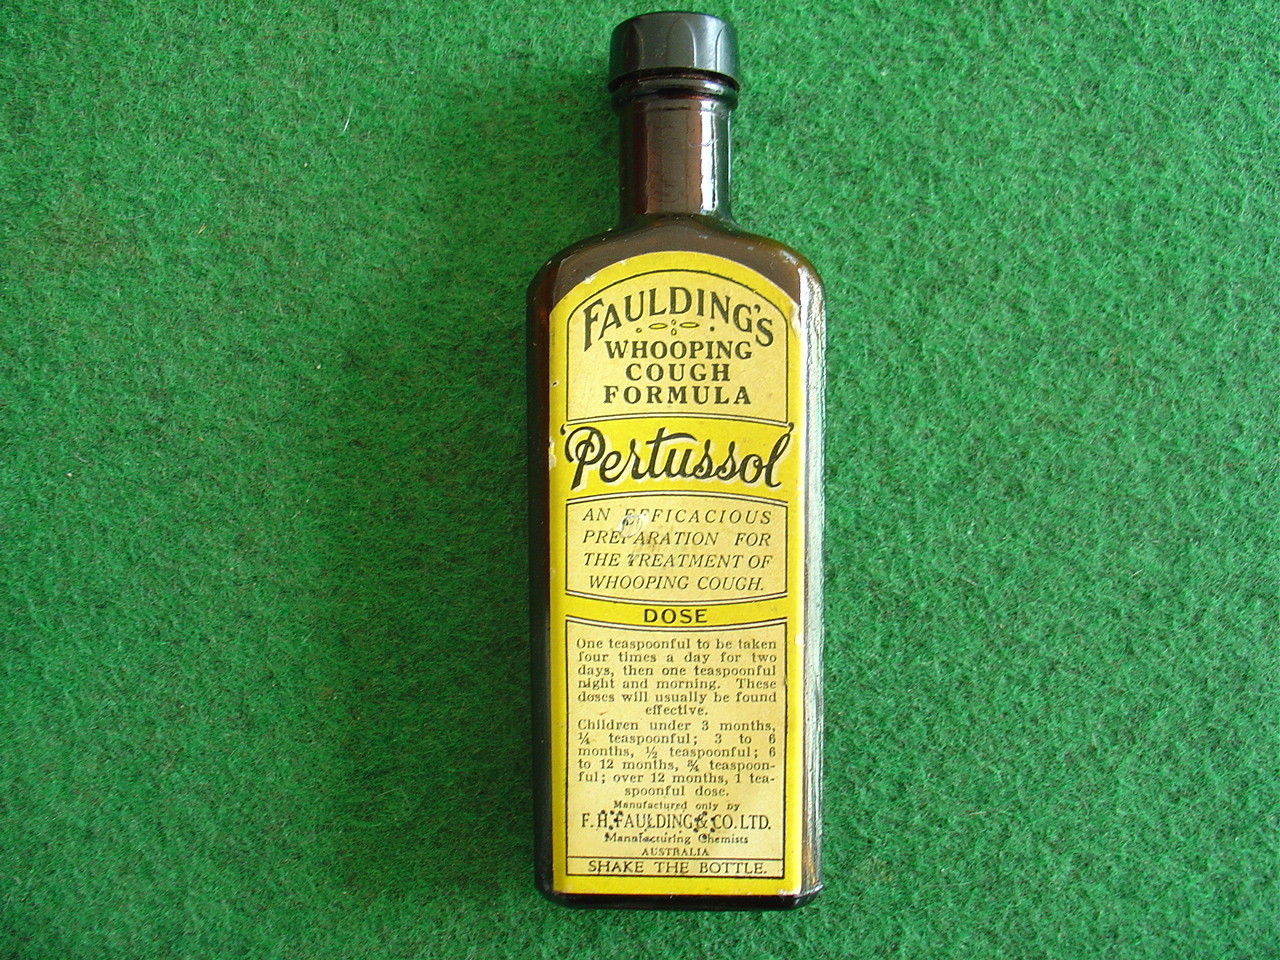 FAULDING'S
WHOOPING
COUGH
FORMULA
'Pertussol'
AN EFFICACIOUS
PREPARATION FOR
THE TREATMENT OF
WHOOPING COUGH.
DOSE
One teaspoonful to be taken
four times a day for two
days, then one teaspoonful
night and morning. These
doses will usually be found
effective.
Children under 3 months,
¼ teaspoonful; 3 to 6
months, ½ teaspoonful; 6
to 12 months, ¾ teaspoon-
ful; over 12 months, 1 tea-
spoonful dose.
Manufactured only by
F. H. FAULDING & CO. LTD.
Manufacturing Chemists
AUSTRALIA
SHAKE THE BOTTLE.